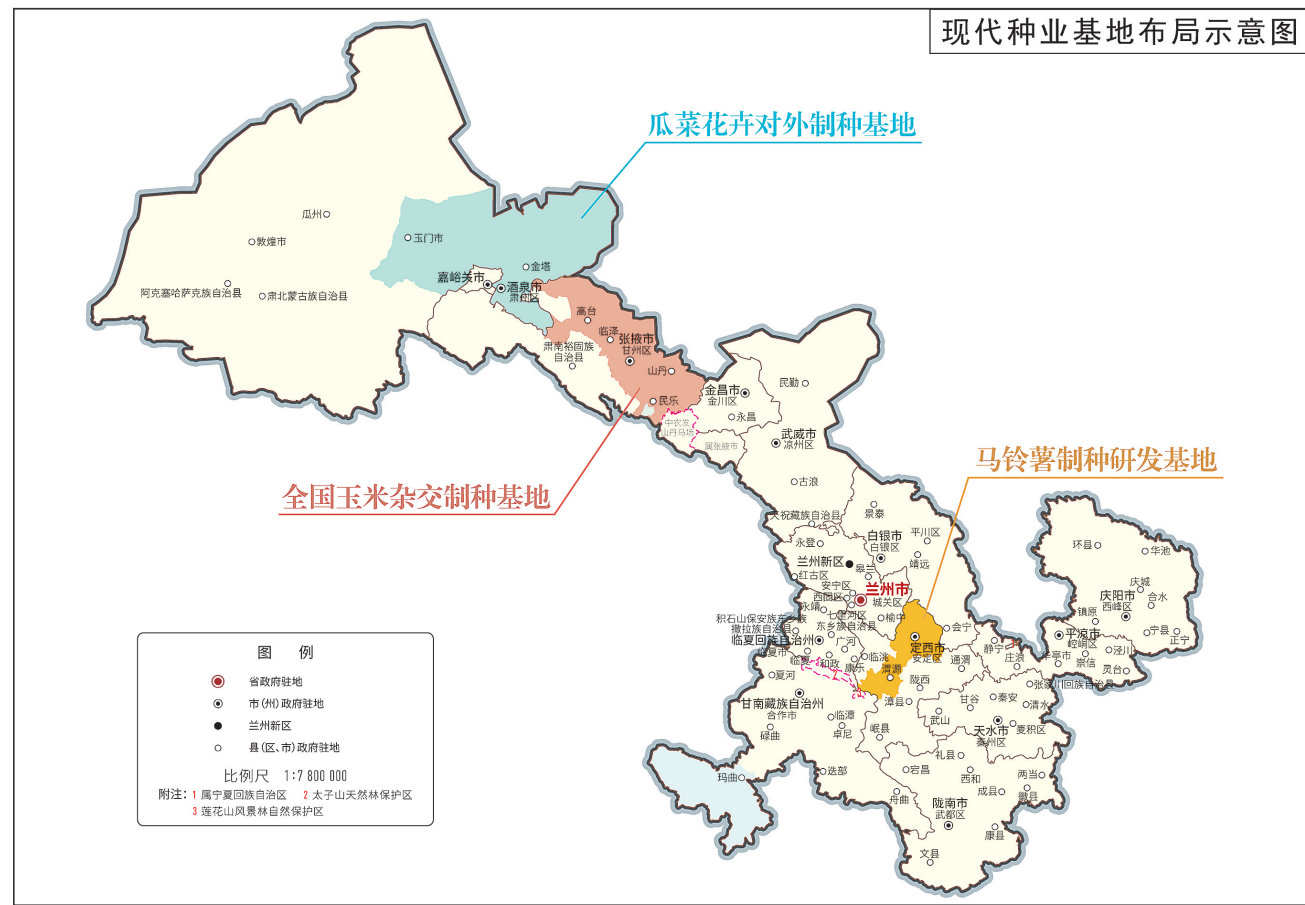 现代种业基地布局示意图
瓜菜花卉对外制种基地
瓜州
敦煌市
玉门市
金塔
嘉峪关市
酒泉市
肃州区
阿克塞哈萨克族自治县
肃北蒙古族自治县
高台
临泽
张掖市
甘州区
肃南裕固族
自治县
山丹
民乐
金昌市
金川区
永昌
民勤
中农发
山丹马场
属张掖市
武威市
凉州区
古浪
全国玉米杂交制种基地
马铃薯制种研发基地
天祝藏族自治县
景泰
白银市
白银区
平川区
靖远
永登
兰州新区
皋兰
红古区
安宁区
西固区
兰州市
城关区
永靖
七里河区
榆中
积石山保安族东乡族
撒拉族自治县
东乡族自治县
临夏回族自治州
临夏市
临夏
广河
和政
康乐
临洮
会宁
定西市
安定区
通渭
渭源
陇西
漳县
静宁
庄浪
环县
华池
庆城
庆阳市
西峰区
合水
镇原
宁县
正宁
平凉市
崆峒区
泾川
华亭市
崇信
灵台
张家川回族自治县
夏河
甘南藏族自治州
合作市
临潭
卓尼
碌曲
岷县
武山
甘谷
秦安
清水
天水市
秦州区
麦积区
玛曲
迭部
宕昌
礼县
西和
两当
成县
徽县
舟曲
陇南市
武都区
康县
文县
图 例
省政府驻地
市(州)政府驻地
兰州新区
县(区、市)政府驻地
比例尺 1:7 800 000
附注: 1 属宁夏回族自治区 2 太子山天然林保护区
3 莲花山风景林自然保护区